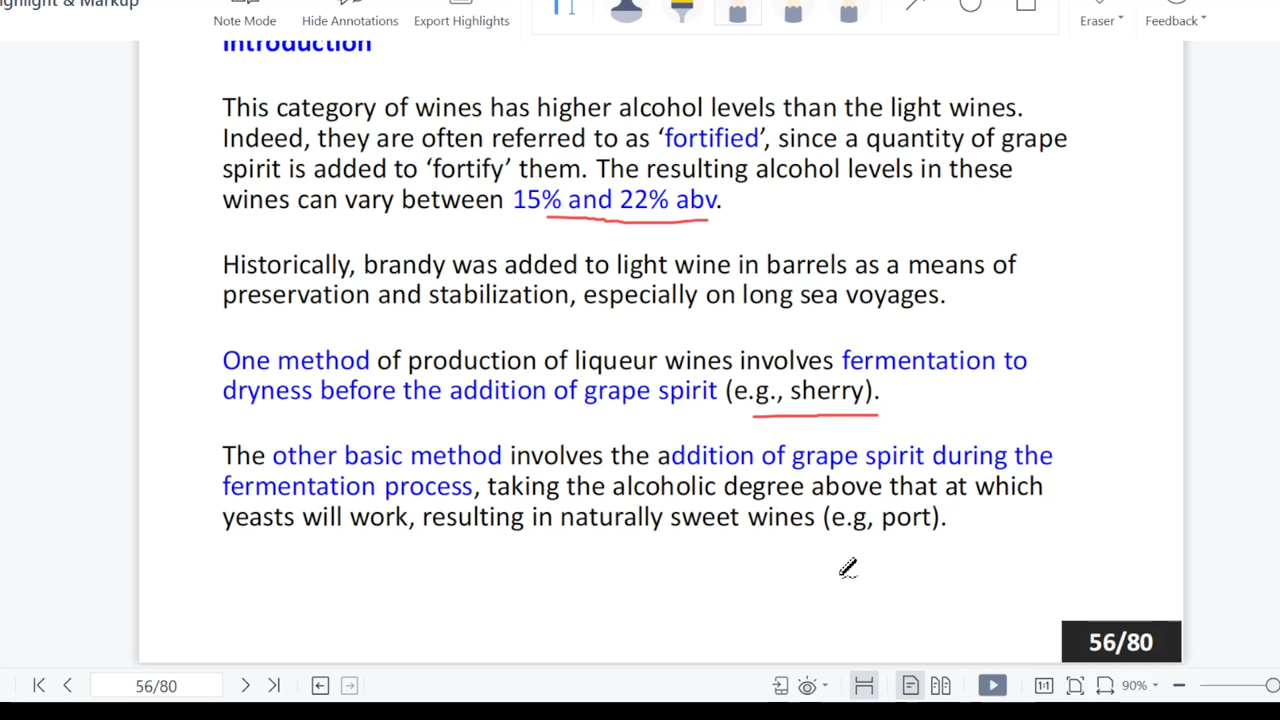 Note Mode
Hide Annotations
Export Highlights
Eraser
Feedback
Introduction
This category of wines has higher alcohol levels than the light wines.
Indeed, they are often referred to as ‘fortified’, since a quantity of grape
spirit is added to ‘fortify’ them. The resulting alcohol levels in these
wines can vary between 15% and 22% abv.
Historically, brandy was added to light wine in barrels as a means of
preservation and stabilization, especially on long sea voyages.
One method of production of liqueur wines involves fermentation to
dryness before the addition of grape spirit (e.g., sherry).
The other basic method involves the addition of grape spirit during the
fermentation process, taking the alcoholic degree above that at which
yeasts will work, resulting in naturally sweet wines (e.g, port).
56/80
56/80
1:1
90%